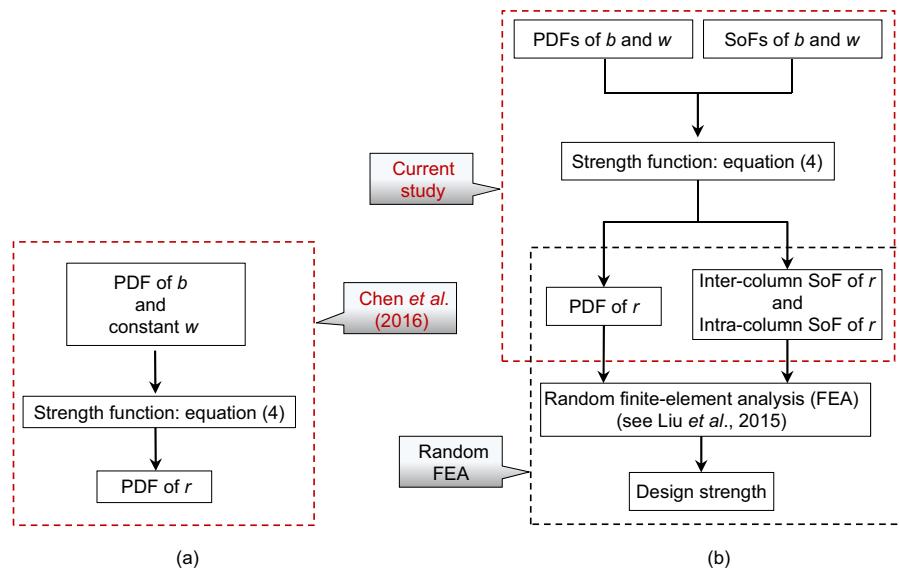 PDF of b
and
constant w
Strength function: equation (4)
PDF of r
Chen et al.
(2016)
(a)
PDFs of b and w
SoFs of b and w
Strength function: equation (4)
Current
study
PDF of r
Inter-column SoF of r
and
Intra-column SoF of r
Random finite-element analysis (FEA)
(see Liu et al., 2015)
Random
FEA
Design strength
(b)